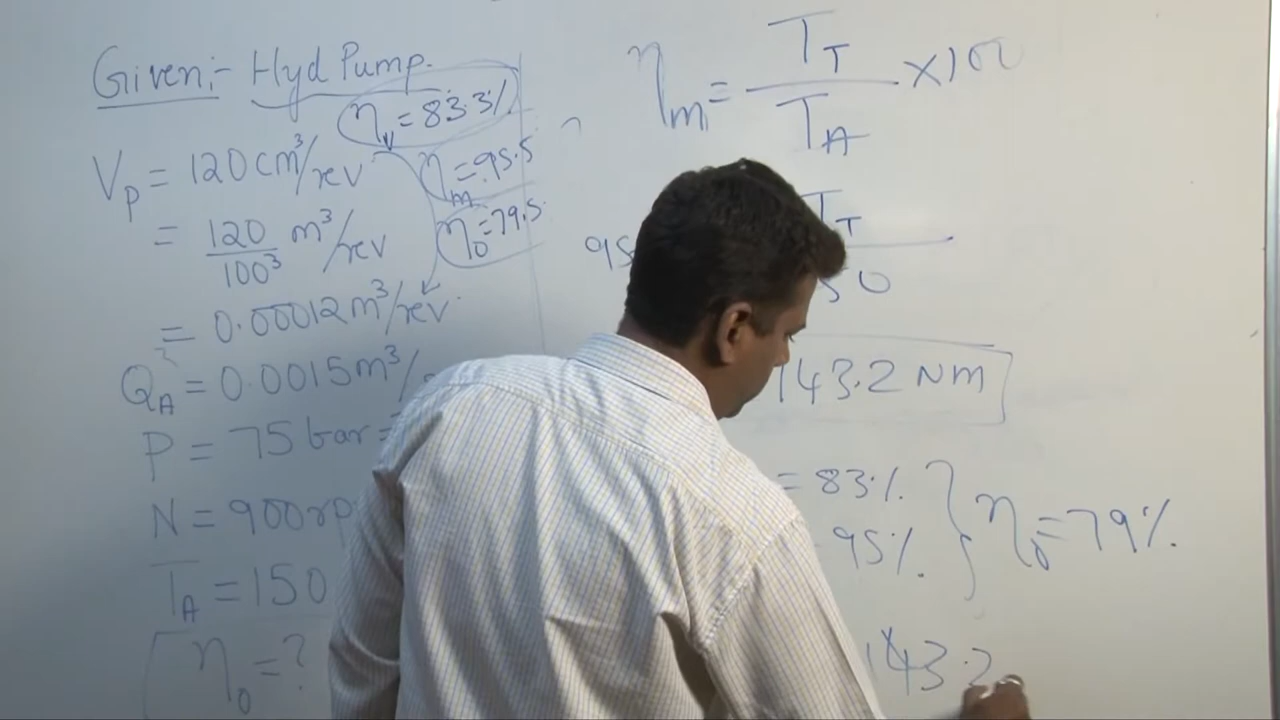 Given:- Hyd Pump.
ηv = 83.3%
Vp = 120 cm³/rev
ηm = 95.5
= 120/100³ m³/rev
η0 = 79.5
= 0.00012 m³/rev
QA = 0.0015 m³/
P = 75 bar =
N = 900 rp
TA = 150
η0 = ?
ηm = TT/TA × 100
95
TT
50
143.2 Nm
= 83%
95%
} η0 = 79%
143.2